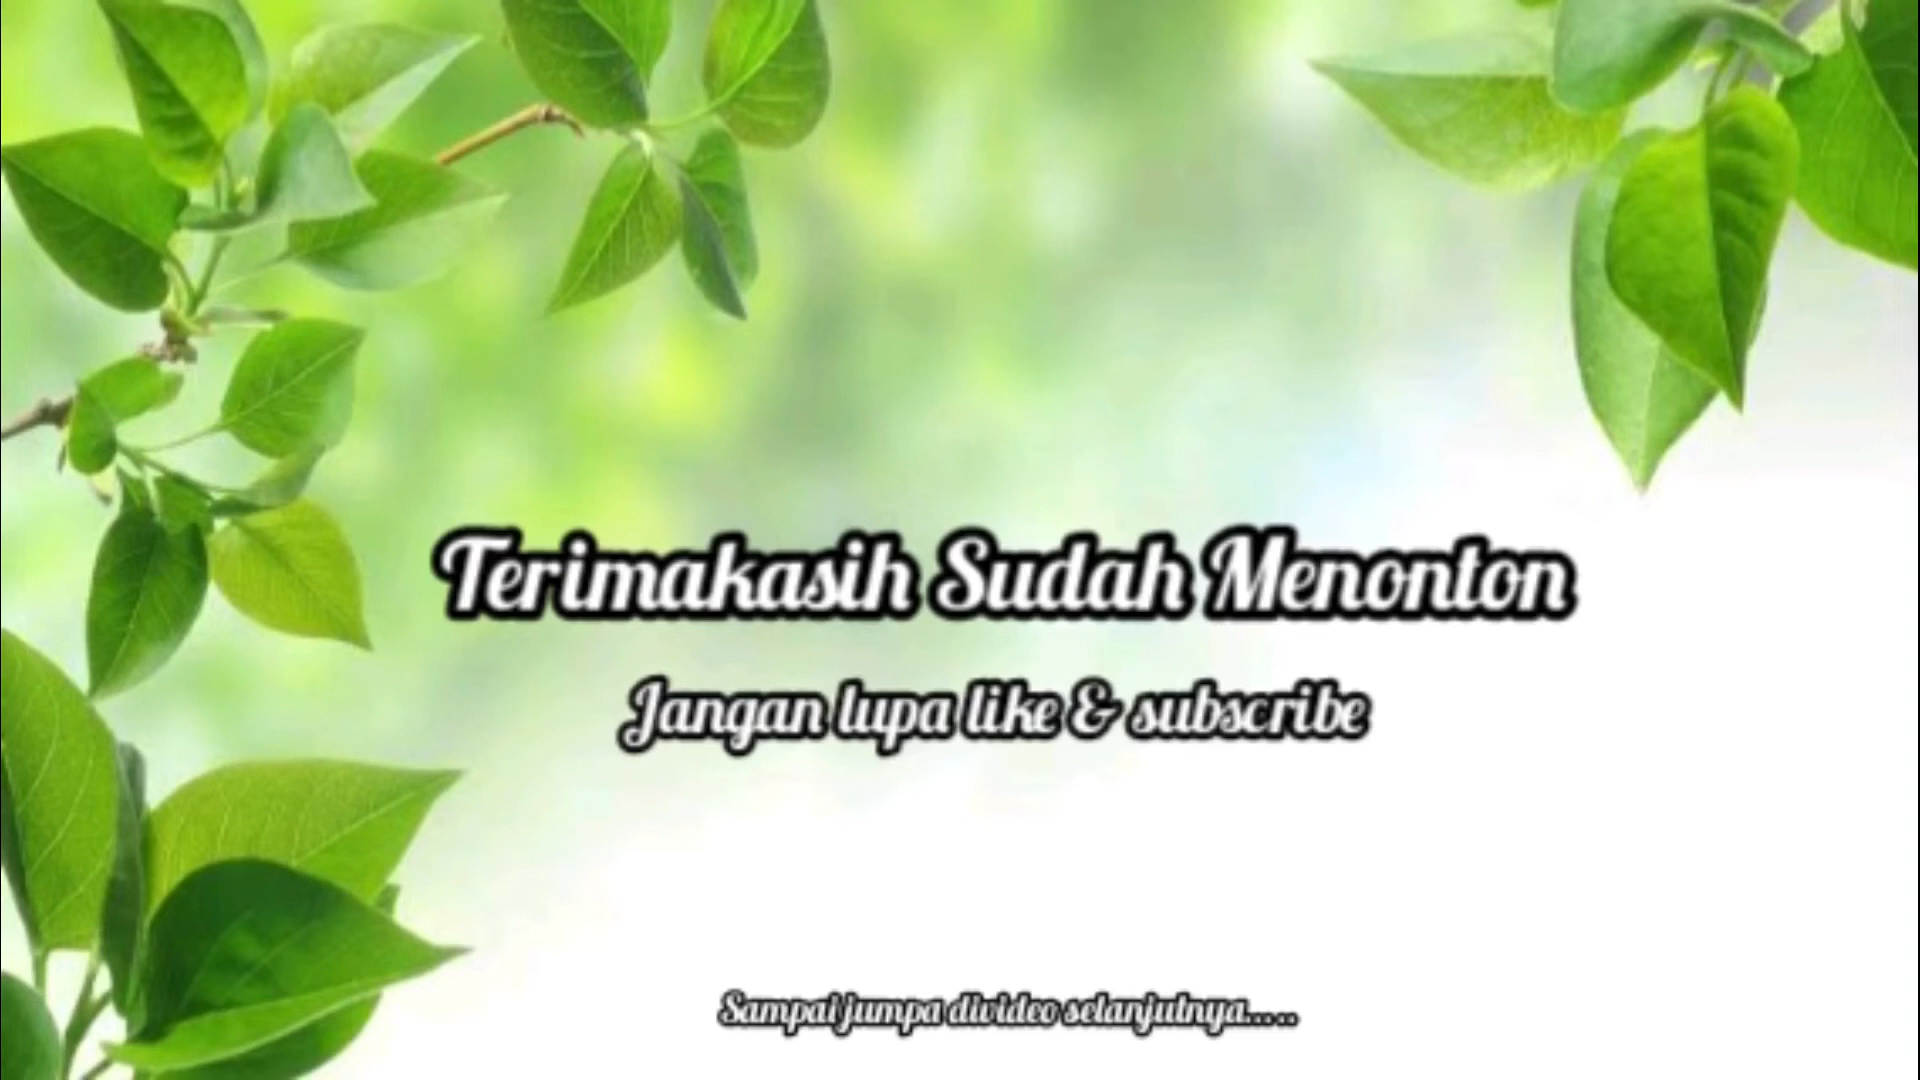 Terimakasih Sudah Menonton
Jangan lupa like & subscribe
Sampai jumpa divideo selanjutnya.....